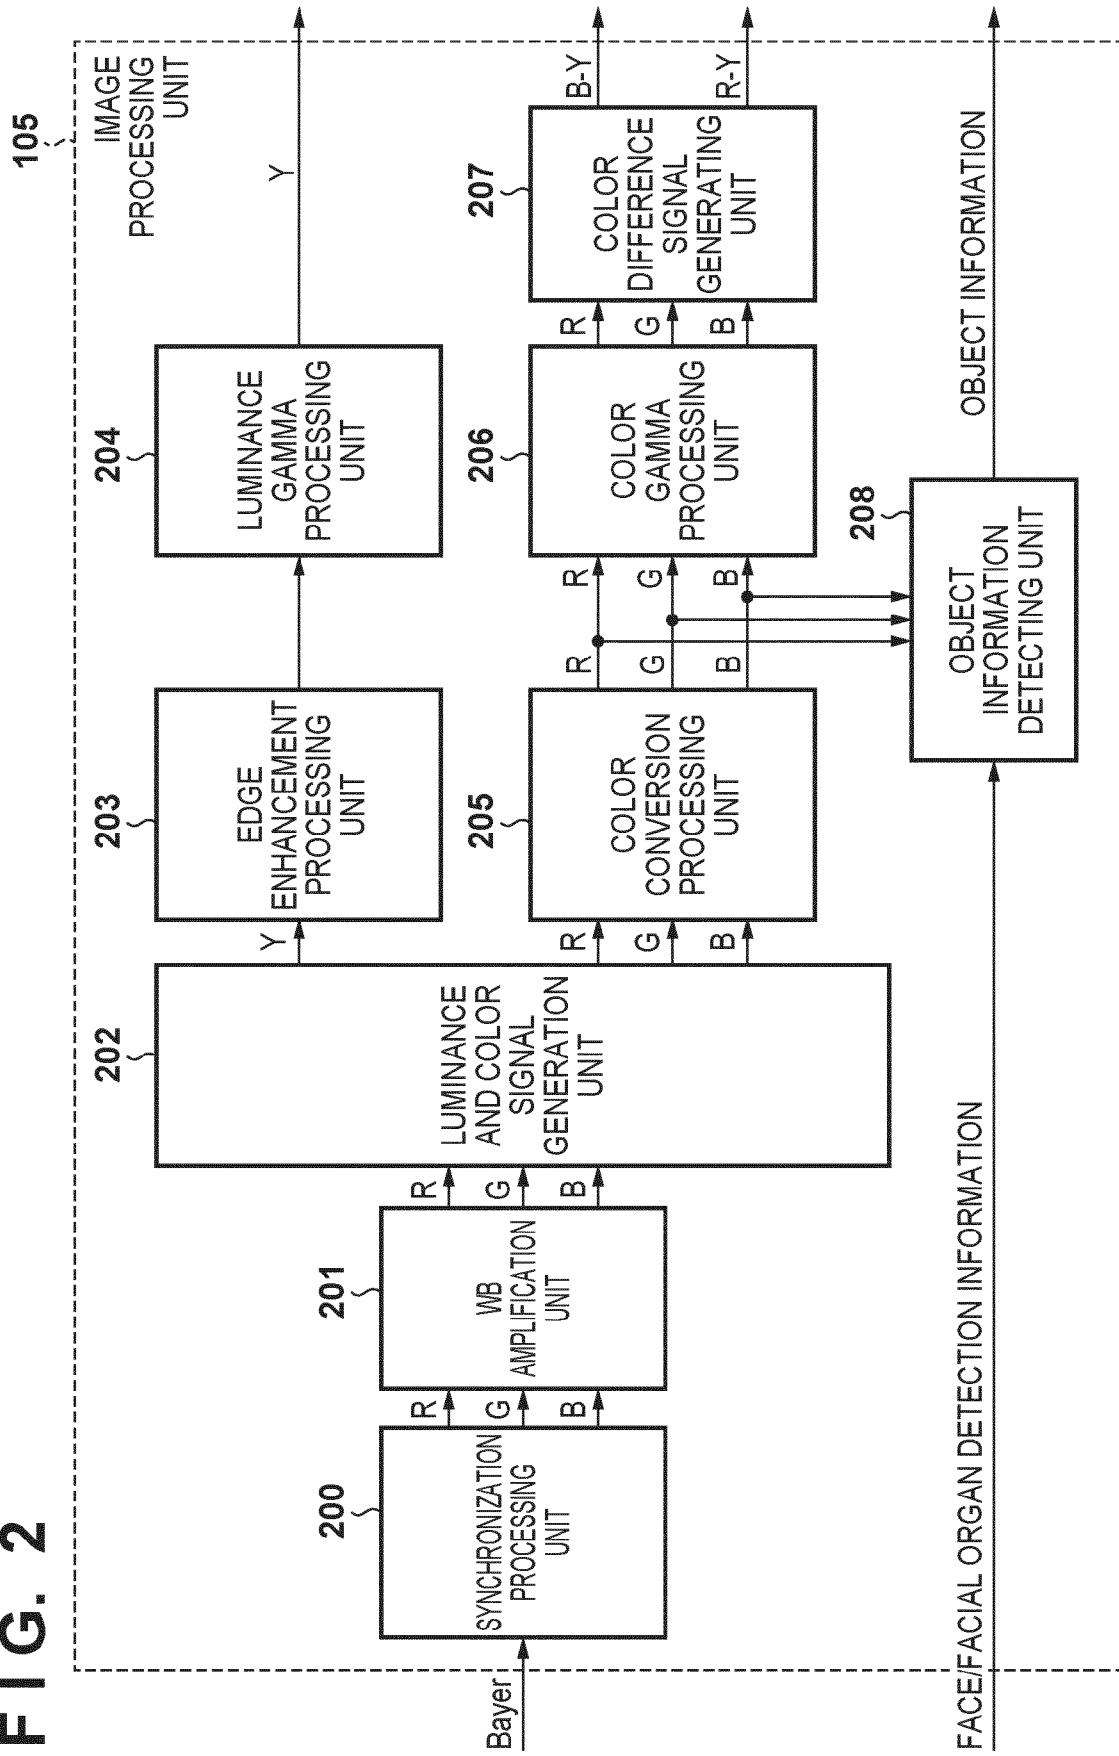 FIG. 2
105
IMAGE
PROCESSING
UNIT
Bayer
200
SYNCHRONIZATION
PROCESSING
UNIT
R
G
B
201
WB
AMPLIFICATION
UNIT
R
G
B
202
LUMINANCE
AND COLOR
SIGNAL
GENERATION
UNIT
Y
203
EDGE
ENHANCEMENT
PROCESSING
UNIT
204
LUMINANCE
GAMMA
PROCESSING
UNIT
Y
R
G
B
205
COLOR
CONVERSION
PROCESSING
UNIT
R
G
B
R
G
B
206
COLOR
GAMMA
PROCESSING
UNIT
R
G
B
207
COLOR
DIFFERENCE
SIGNAL
GENERATING
UNIT
B-Y
R-Y
FACE/FACIAL ORGAN DETECTION INFORMATION
208
OBJECT
INFORMATION
DETECTING UNIT
OBJECT INFORMATION